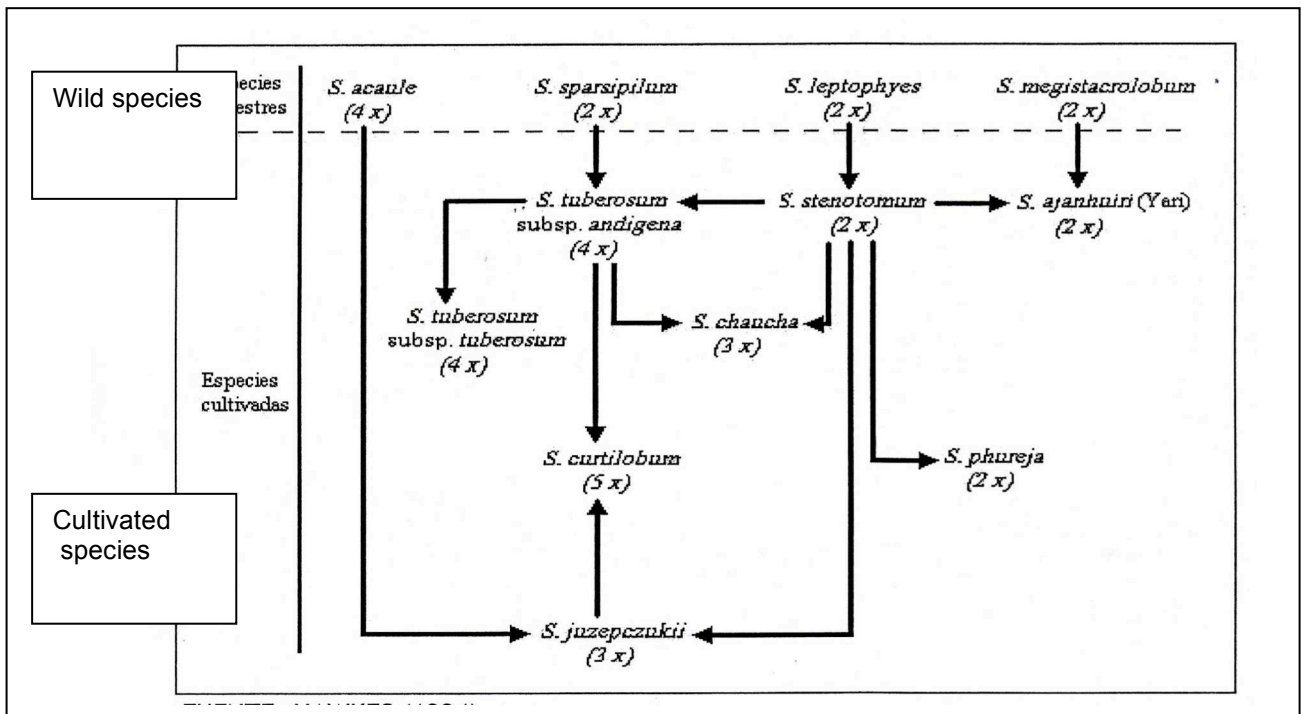 Wild species
ecies
estres
S. acaule
(4 x)
S. sparsipilum
(2 x)
S. leptophyes
(2 x)
S. megistacrolobum
(2 x)
S. tuberosum
subsp. andigena
(4 x)
S. stenotomum
(2 x)
S. ajanhuiri (Yari)
(2 x)
S. tuberosum
subsp. tuberosum
(4 x)
S. chaucha
(3 x)
Especies
cultivadas
S. curtilobum
(5 x)
S. phureja
(2 x)
Cultivated
species
S. juzepczukii
(3 x)